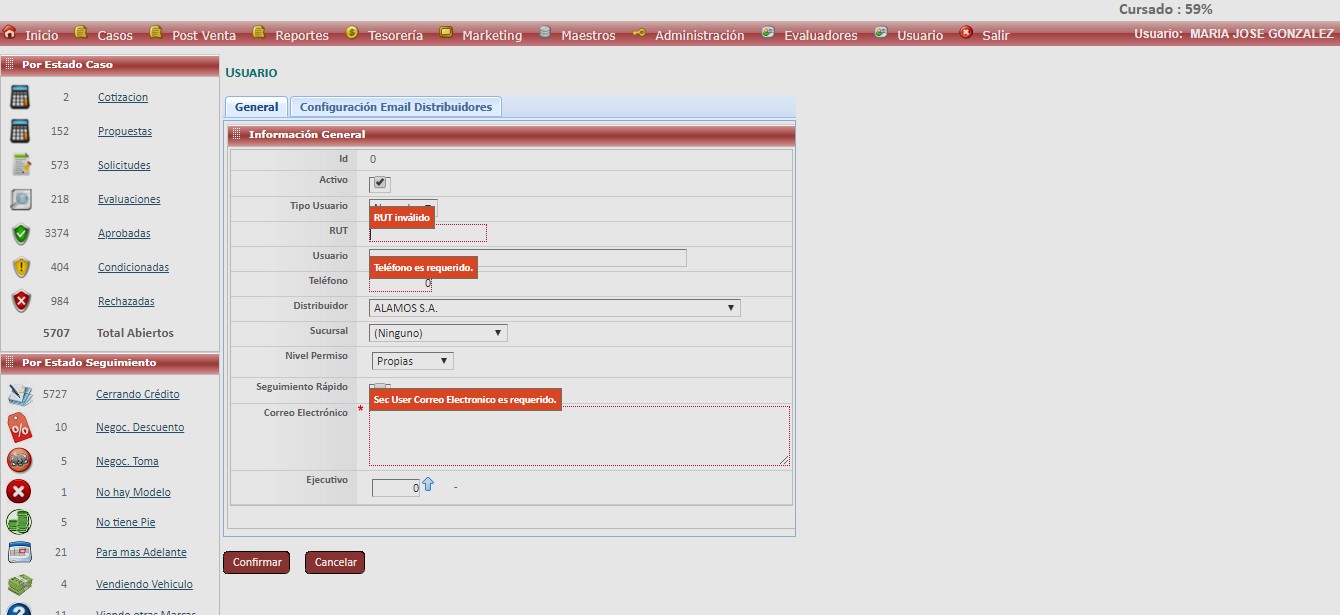 Cursado : 59%
Inicio Casos Post Venta Reportes Tesorería Marketing Maestros Administración Evaluadores Usuario Salir Usuario: MARIA JOSE GONZALEZ
Por Estado Caso
2 Cotizacion
152 Propuestas
573 Solicitudes
218 Evaluaciones
3374 Aprobadas
404 Condicionadas
984 Rechazadas
5707 Total Abiertos
Por Estado Seguimiento
5727 Cerrando Crédito
10 Negoc. Descuento
5 Negoc. Toma
1 No hay Modelo
5 No tiene Pie
21 Para mas Adelante
4 Vendiendo Vehiculo
11 Viendo otras Marcas
USUARIO
General Configuración Email Distribuidores
Información General
Id 0
Activo
Tipo Usuario
RUT inválido
RUT
Usuario
Teléfono es requerido.
Teléfono 0
Distribuidor ALAMOS S.A.
Sucursal (Ninguno)
Nivel Permiso Propias
Seguimiento Rápido
Sec User Correo Electronico es requerido.
Correo Electrónico *
Ejecutivo 0 -
Confirmar Cancelar